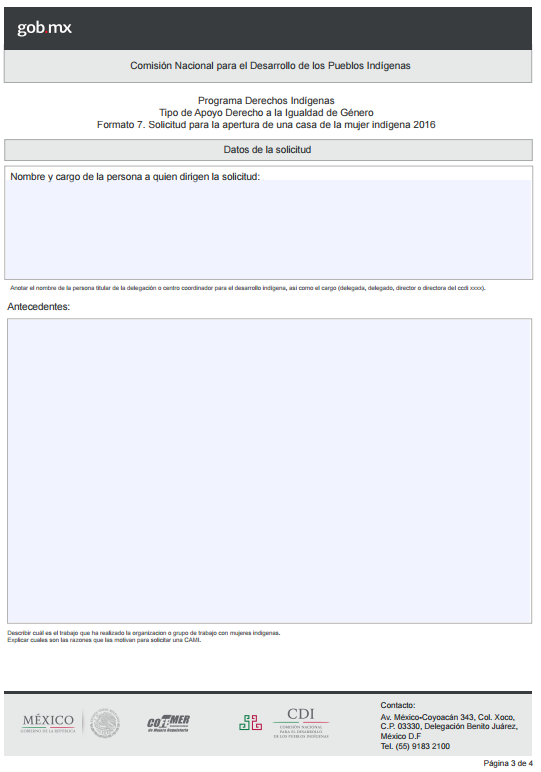 gob.mx
Comisión Nacional para el Desarrollo de los Pueblos Indígenas
Programa Derechos Indígenas
Tipo de Apoyo Derecho a la Igualdad de Género
Formato 7. Solicitud para la apertura de una casa de la mujer indígena 2016
Datos de la solicitud
Nombre y cargo de la persona a quien dirigen la solicitud:
Anotar el nombre de la persona titular de la delegación o centro coordinador para el desarrollo indígena, así como el cargo (delegada, delegado, director o directora del ccdi xxxx).
Antecedentes:
Describir cuál es el trabajo que ha realizado la organizacion o grupo de trabajo con mujeres indígenas.
Explicar cuales son las razones que las motivan para solicitar una CAMI.
MÉXICO
GOBIERNO DE LA REPÚBLICA
COFEMER
de Mejora Regulatoria
CDI
COMISIÓN NACIONAL
PARA EL DESARROLLO
DE LOS PUEBLOS INDÍGENAS
Contacto:
Av. México-Coyoacán 343, Col. Xoco,
C.P. 03330, Delegación Benito Juárez,
México D.F
Tel. (55) 9183 2100
Página 3 de 4